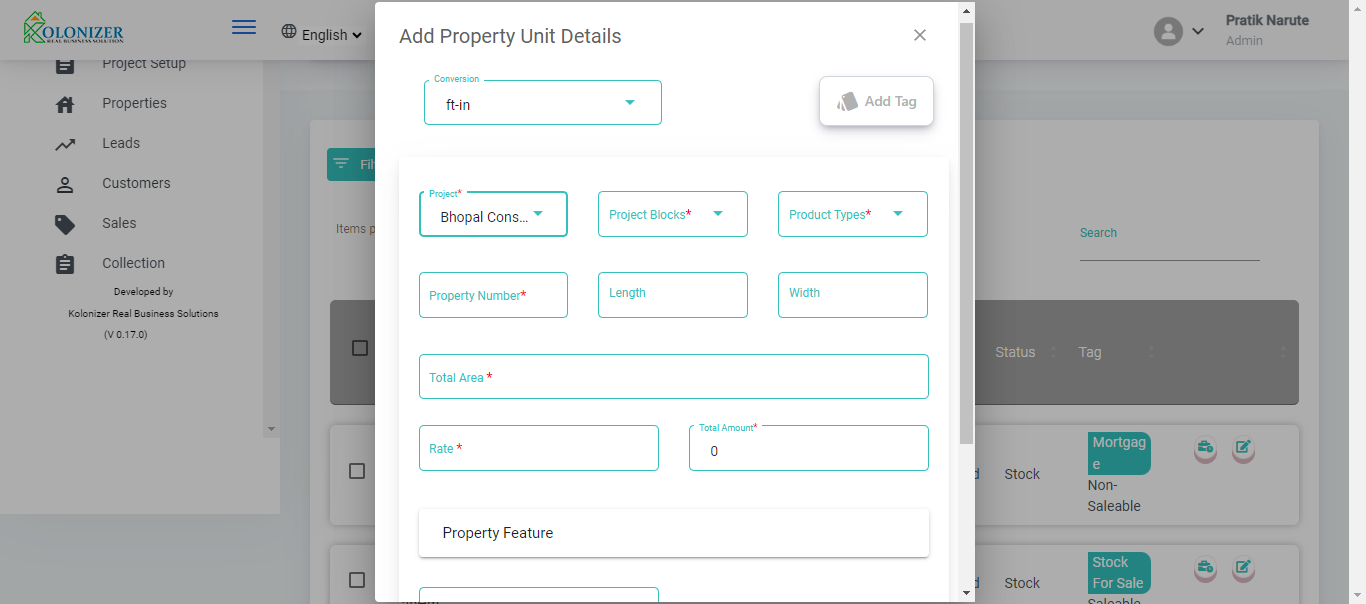 KOLONIZER
REAL BUSINESS SOLUTION
English
Pratik Narute
Admin
Project Setup
Properties
Leads
Customers
Sales
Collection
Developed by
Kolonizer Real Business Solutions
(V 0.17.0)
Add Property Unit Details
Conversion
ft-in
Add Tag
Project*
Bhopal Cons...
Project Blocks*
Product Types*
Property Number*
Length
Width
Total Area *
Rate *
Total Amount*
0
Property Feature
Items p
Search
Status
Tag
Stock
Mortgag
e
Non-
Saleable
Stock
Stock
For Sale
Saleable